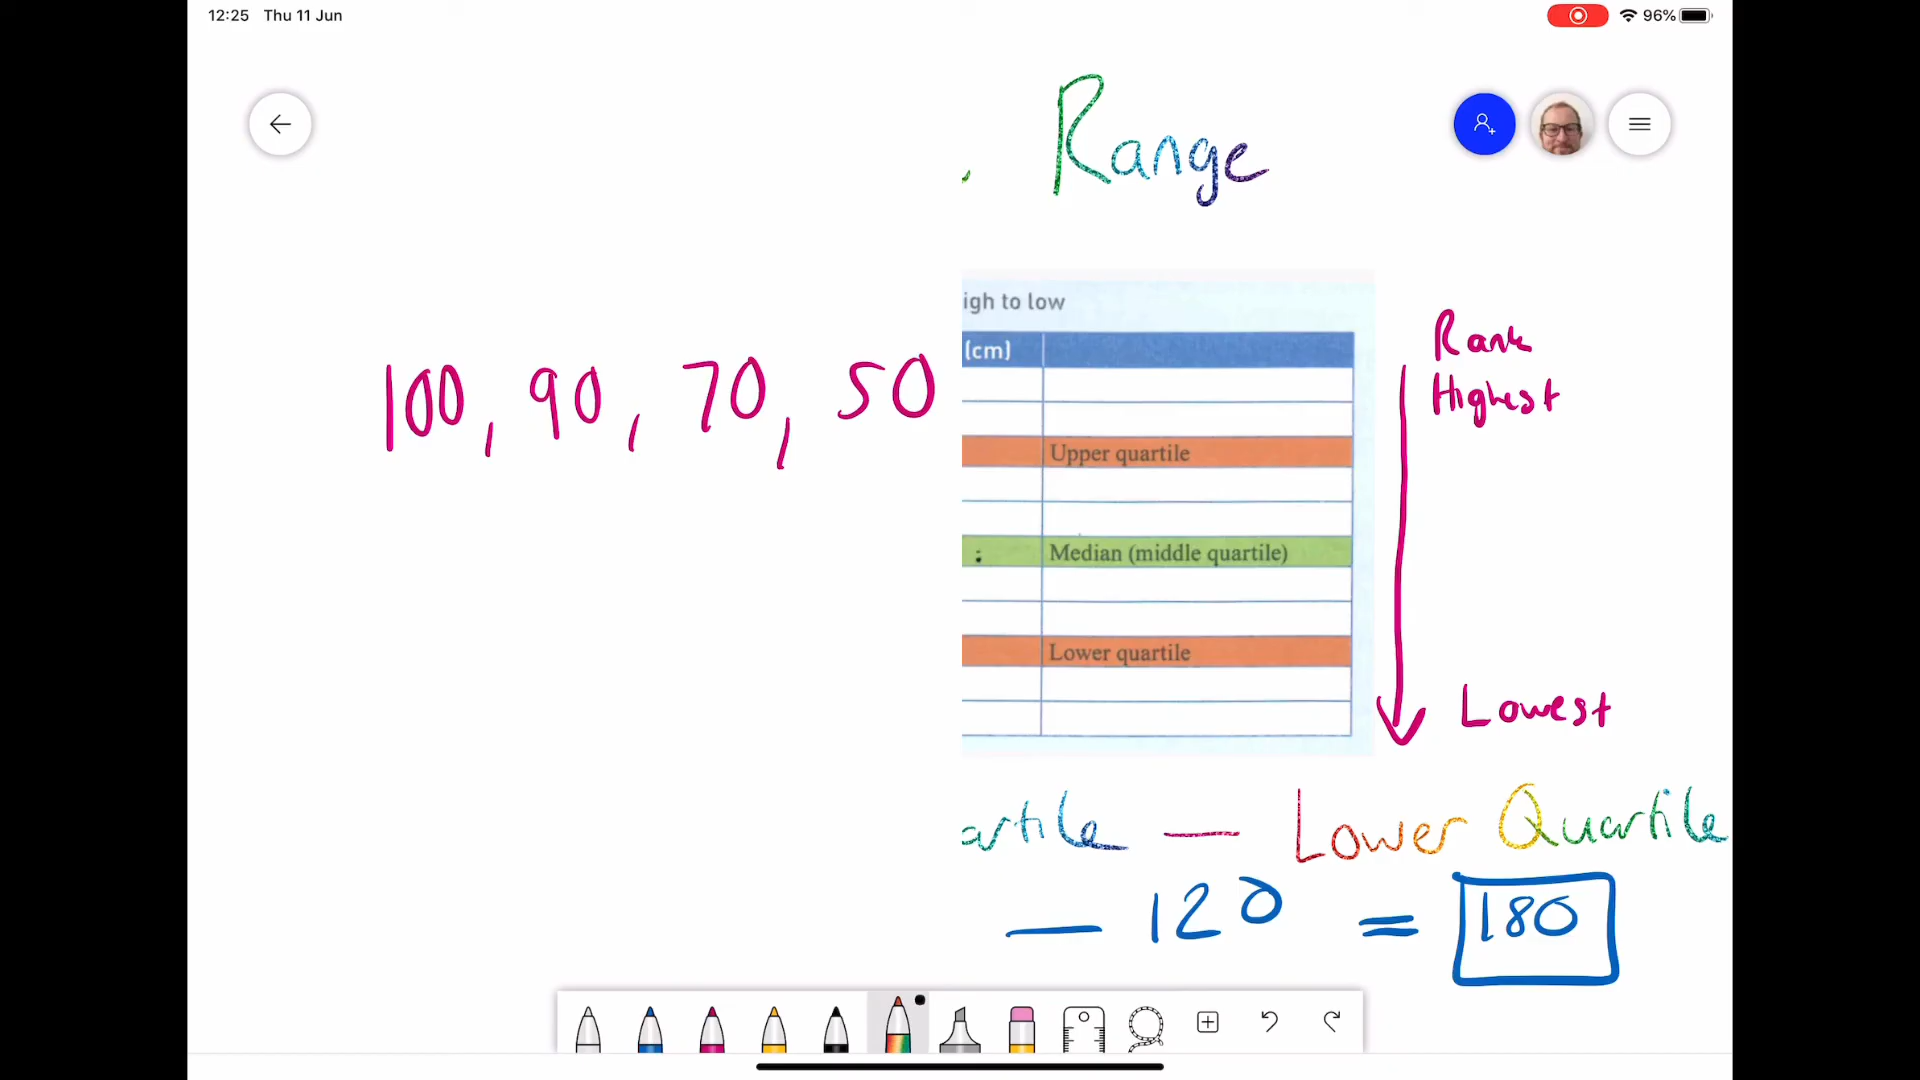 12:25 Thu 11 Jun 96%
Range
igh to low
(cm)
100, 90, 70, 50
Rank
Highest
Upper quartile
Median (middle quartile)
Lower quartile
Lowest
artile — Lower Quartile
— 120 = 180